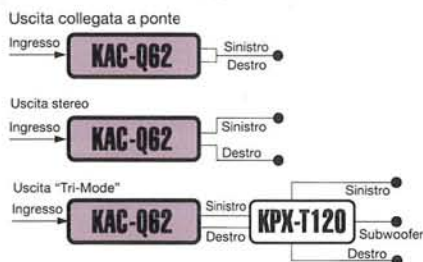 Uscita collegata a ponte
Ingresso
KAC-Q62
Sinistro
Destro
Uscita stereo
Ingresso
KAC-Q62
Sinistro
Destro
Uscita "Tri-Mode"
Ingresso
KAC-Q62
Sinistro
Destro
KPX-T120
Sinistro
Subwoofer
Destro